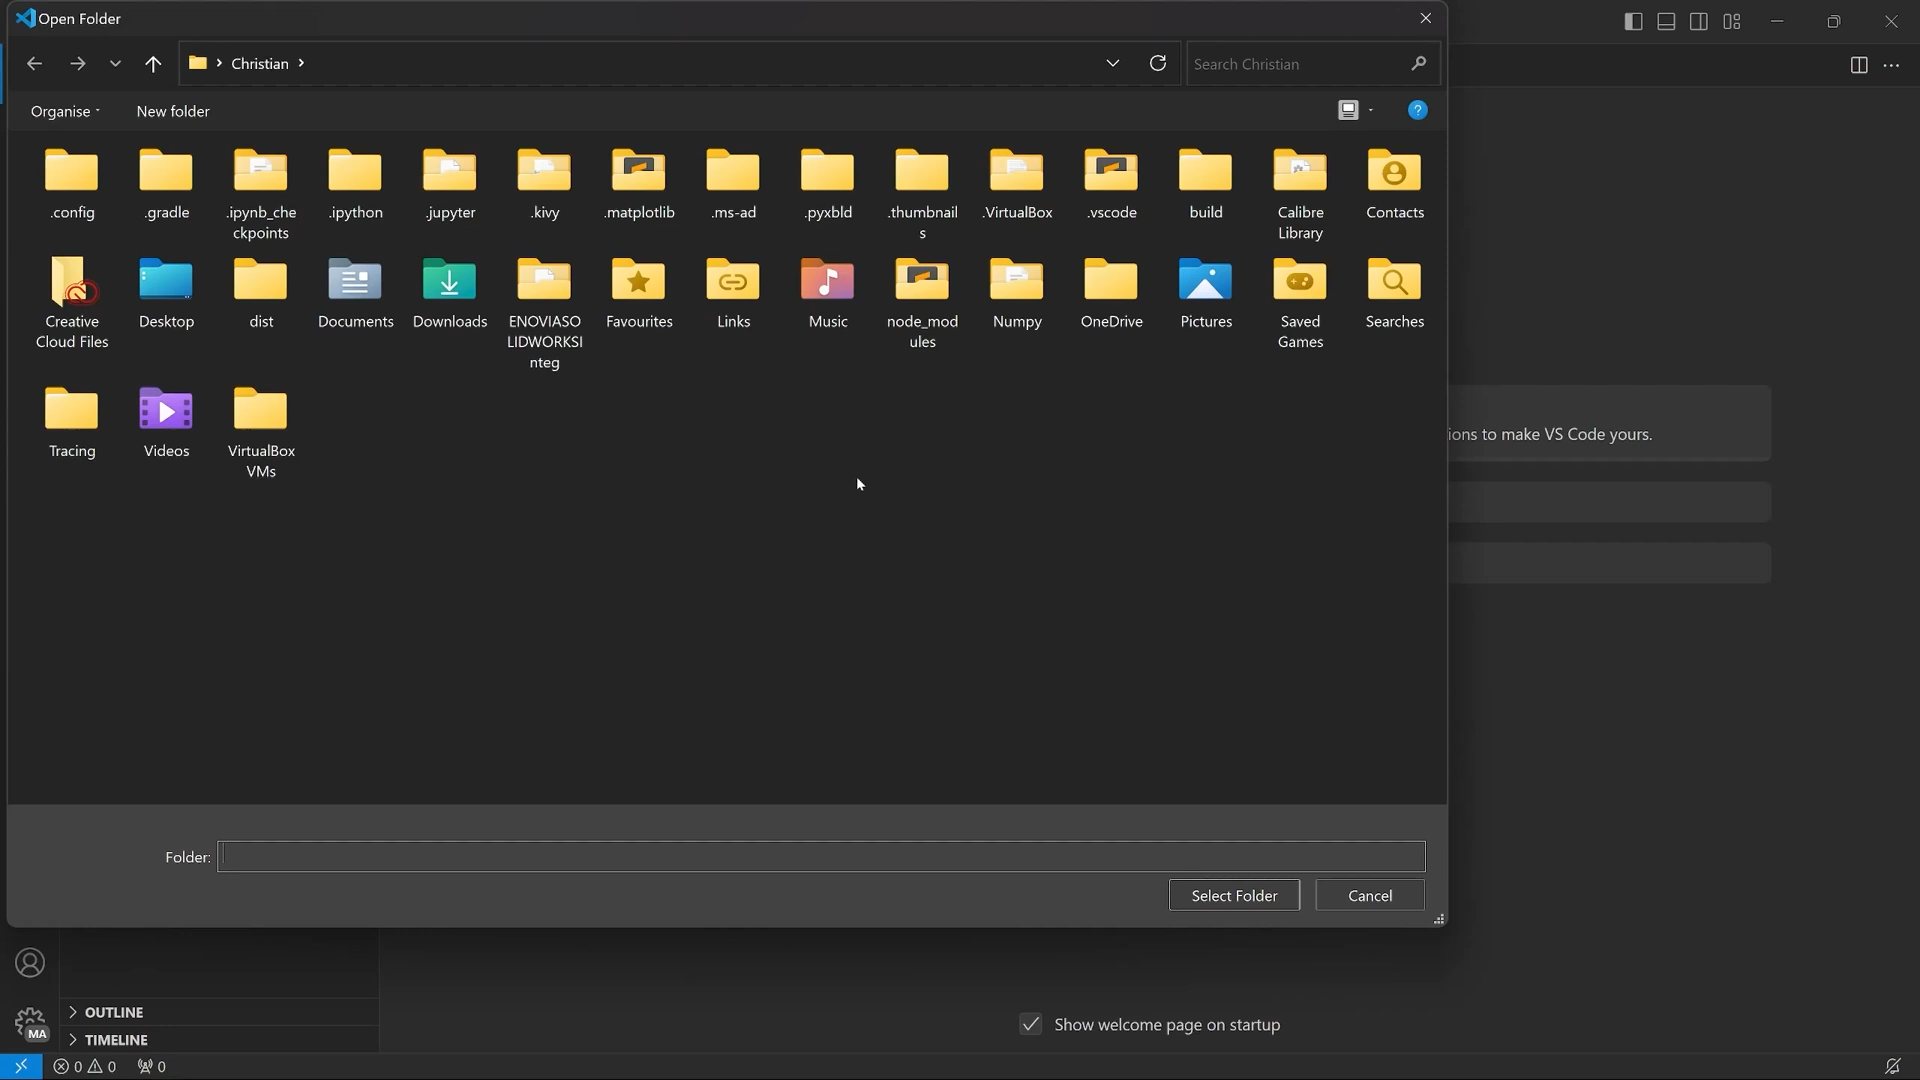 Open Folder
Christian
Search Christian
Organise
New folder
?
.config
.gradle
.ipynb_che
ckpoints
.ipython
.jupyter
.kivy
.matplotlib
.ms-ad
.pyxbld
.thumbnail
s
.VirtualBox
.vscode
build
Calibre
Library
Contacts
Creative
Cloud Files
Desktop
dist
Documents
Downloads
ENOVIASO
LIDWORKSI
nteg
Favourites
Links
Music
node_mod
ules
Numpy
OneDrive
Pictures
Saved
Games
Searches
Tracing
Videos
VirtualBox
VMs
ions to make VS Code yours.
Folder:
Select Folder
Cancel
MA
OUTLINE
TIMELINE
Show welcome page on startup
0 0 0